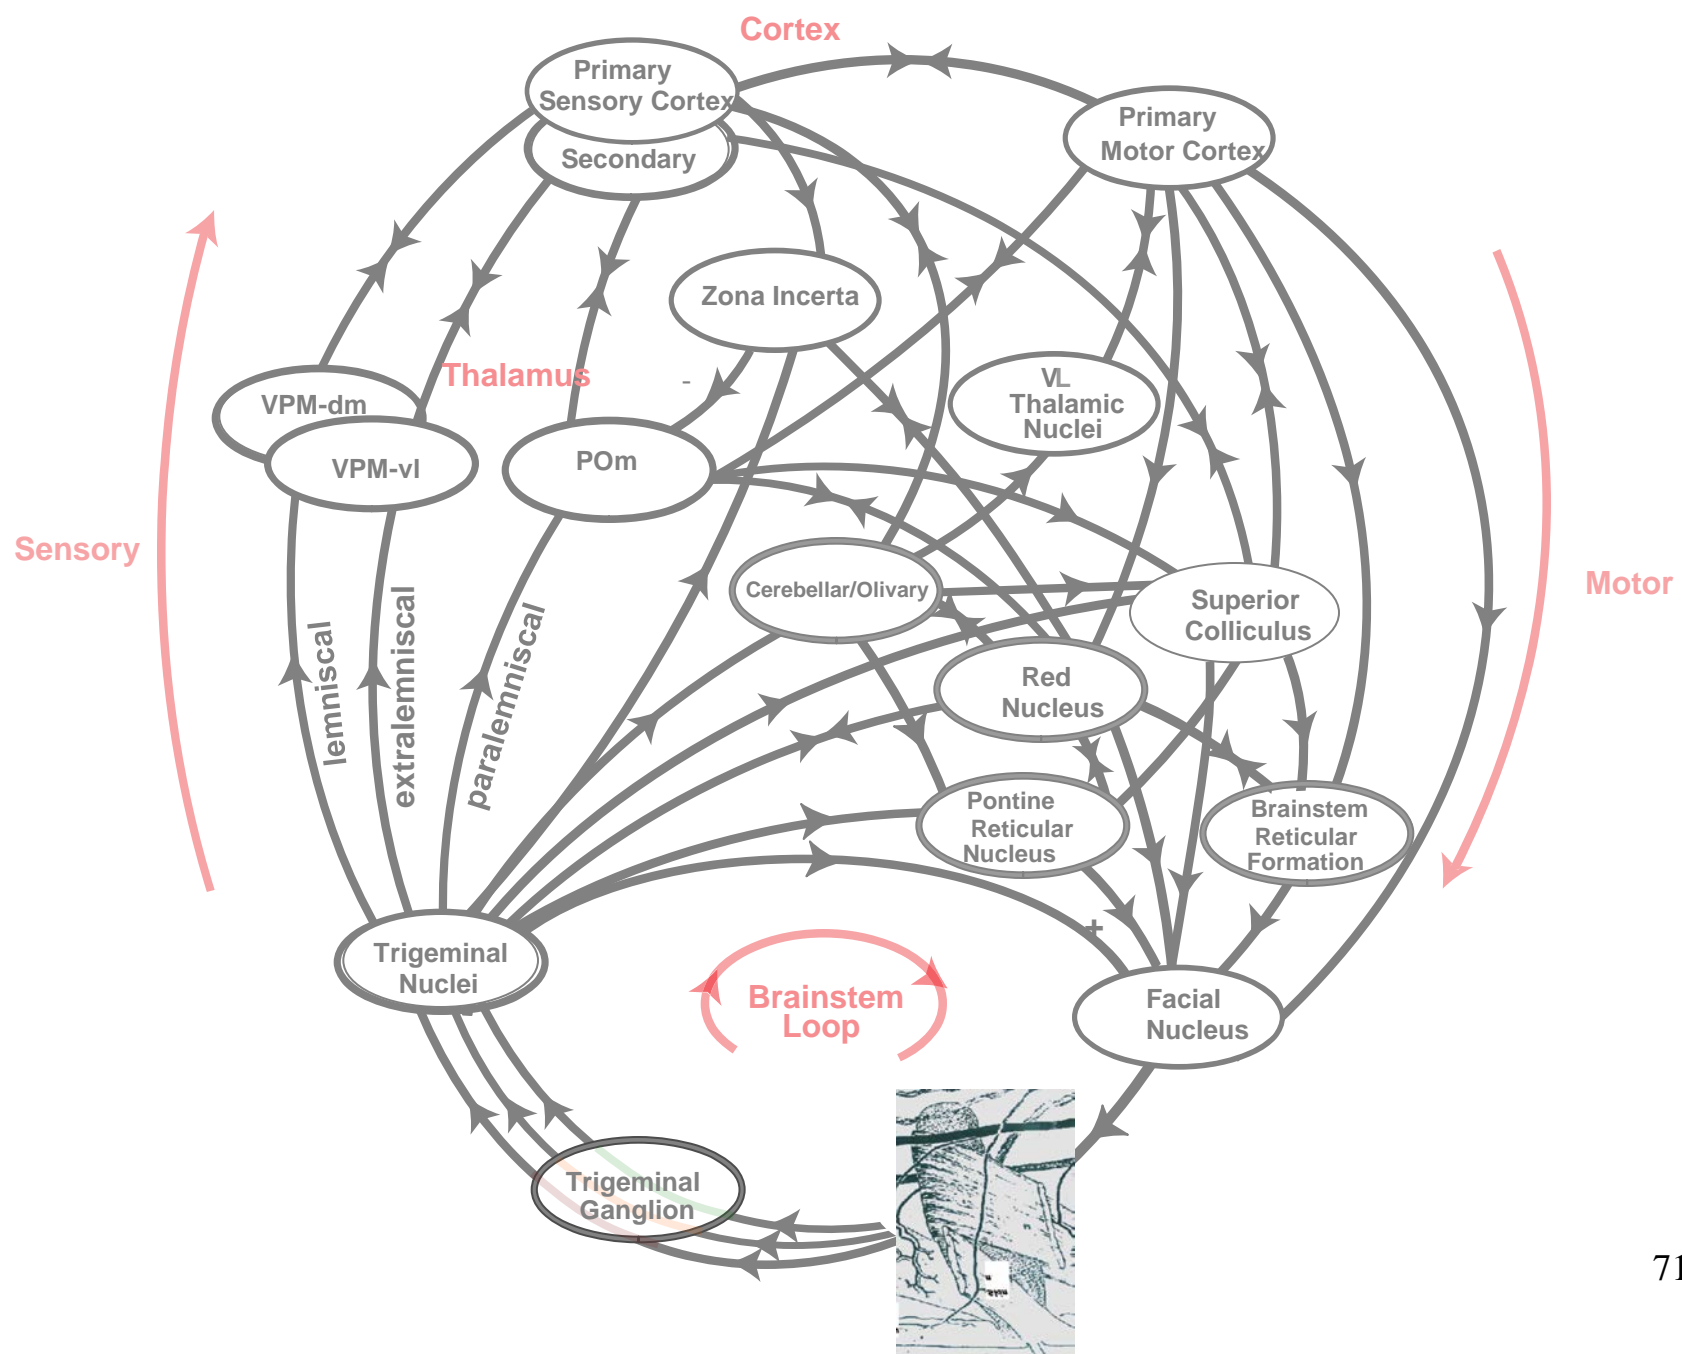 Cortex
Primary
Sensory Cortex
Secondary
Primary
Motor Cortex
Zona Incerta
Thalamus
-
VL
Thalamic
Nuclei
VPM-dm
VPM-vl
POm
Sensory
Motor
Cerebellar/Olivary
Superior
Colliculus
lemniscal
extralemniscal
paralemniscal
Red
Nucleus
Pontine
Reticular
Nucleus
Brainstem
Reticular
Formation
+
Trigeminal
Nuclei
Brainstem
Loop
Facial
Nucleus
Trigeminal
Ganglion
71